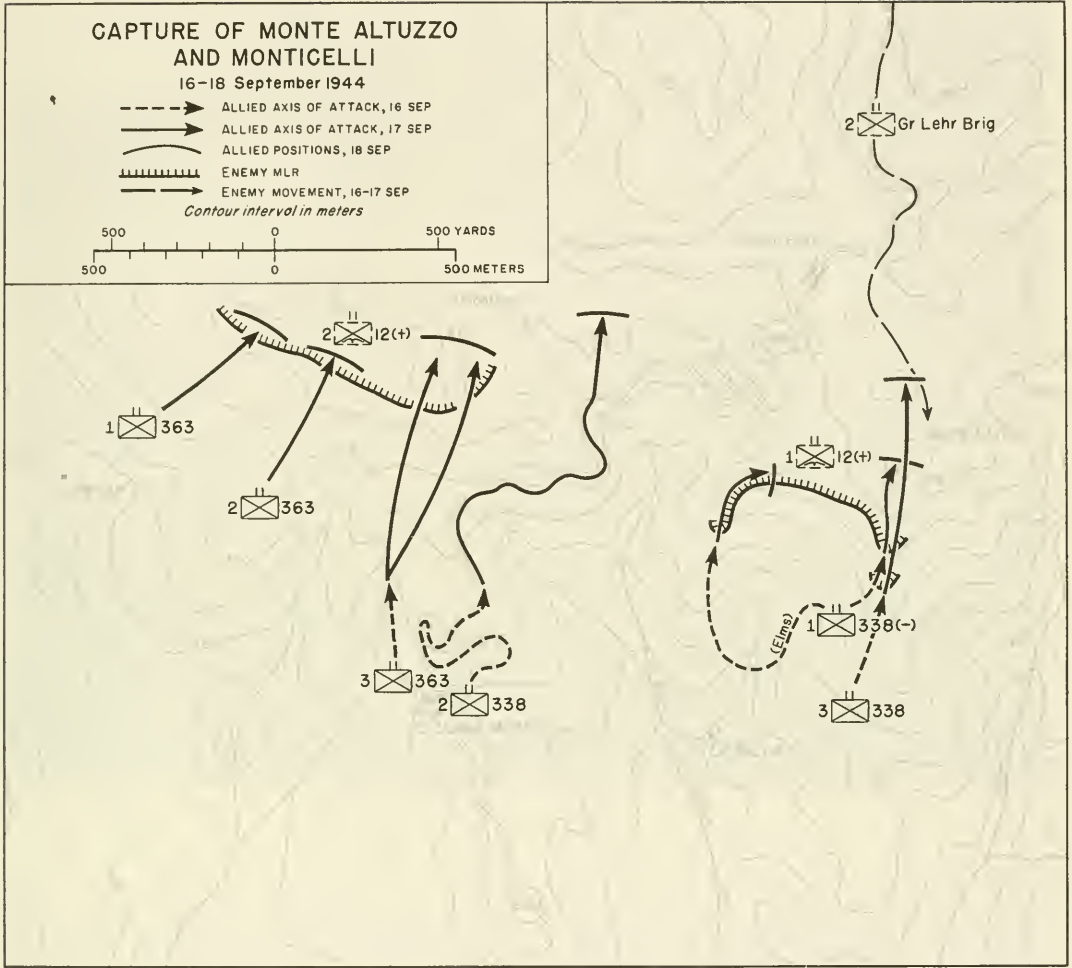 CAPTURE OF MONTE ALTUZZO
AND MONTICELLI
16-18 September 1944
ALLIED AXIS OF ATTACK, 16 SEP
ALLIED AXIS OF ATTACK, 17 SEP
ALLIED POSITIONS, 18 SEP
ENEMY MLR
ENEMY MOVEMENT, 16-17 SEP
Contour interval in meters
500 0 500 YARDS
500 0 500 METERS
2 Gr Lehr Brig
2 12(+)
1 363
1 12(+)
2 363
(Elms)
1 338(-)
3 363
2 338
3 338